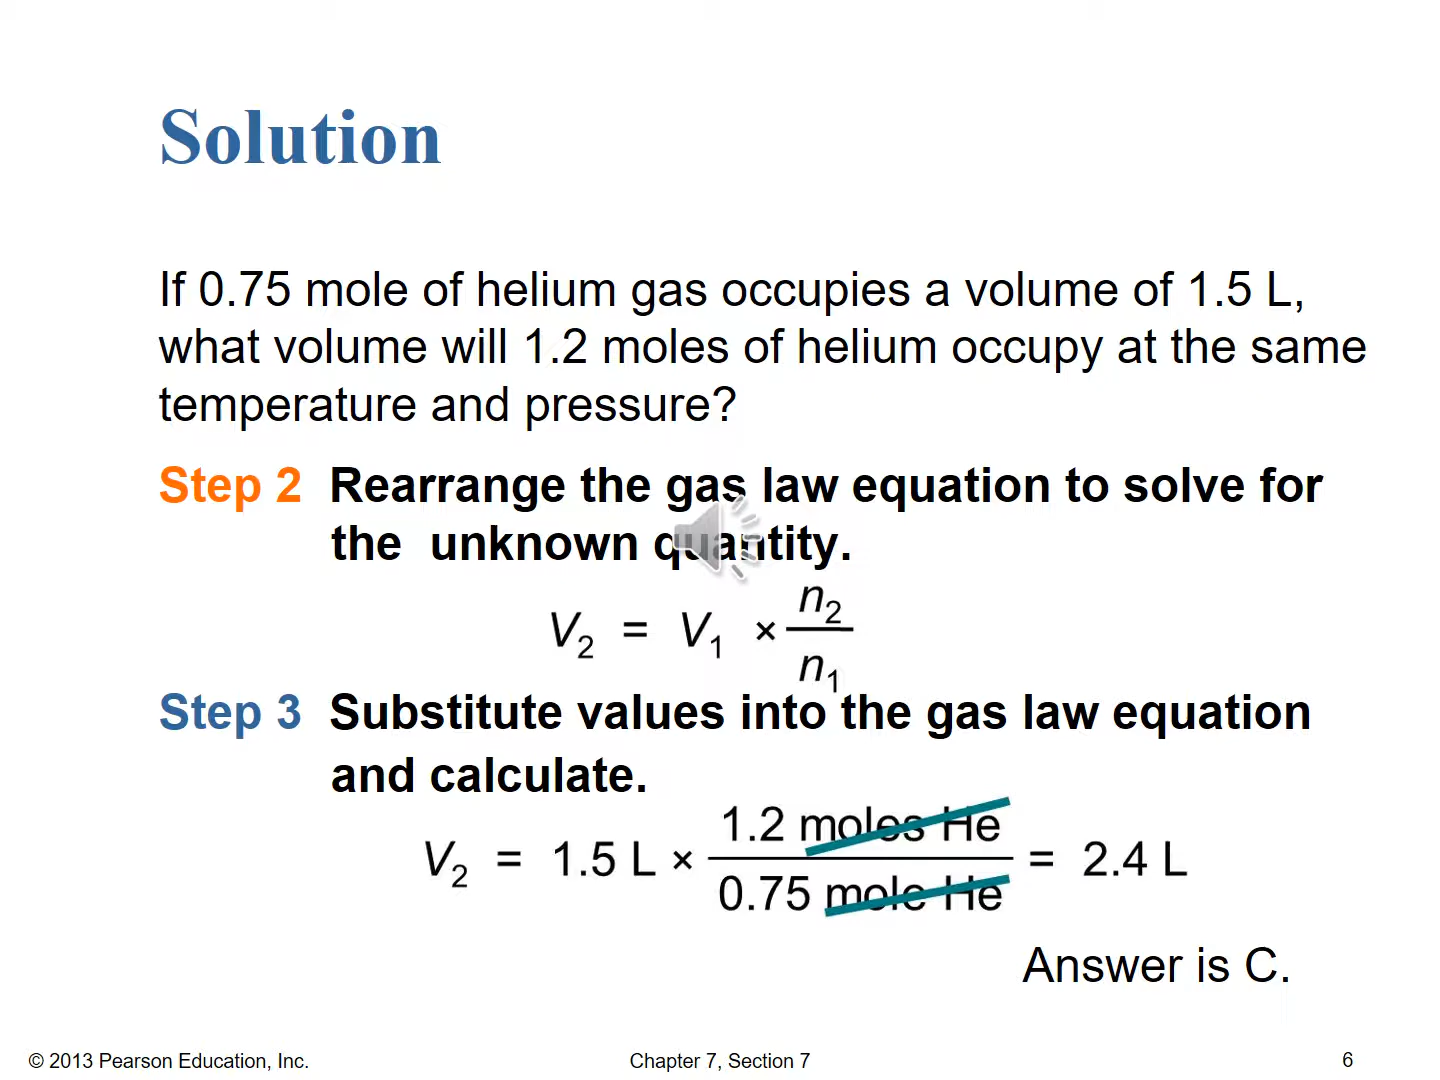 Solution
If 0.75 mole of helium gas occupies a volume of 1.5 L,
what volume will 1.2 moles of helium occupy at the same
temperature and pressure?
Step 2 Rearrange the gas law equation to solve for
the unknown quantity.
V₂ = V₁ × n₂/n₁
Step 3 Substitute values into the gas law equation
and calculate.
V₂ = 1.5 L × 1.2 moles He/0.75 mole He = 2.4 L
Answer is C.
© 2013 Pearson Education, Inc. Chapter 7, Section 7 6